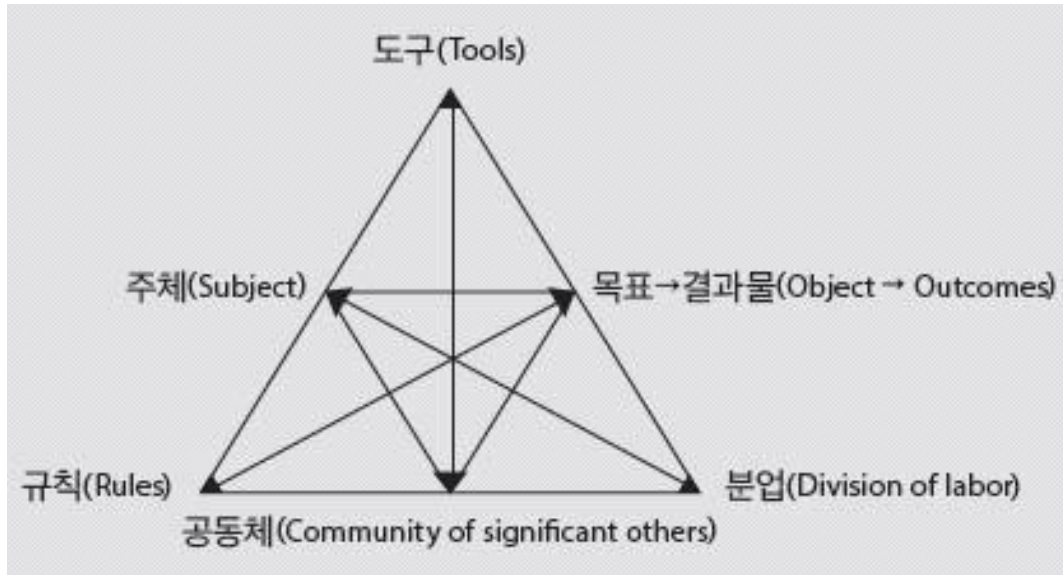 도구(Tools)
주체(Subject)
목표→결과물(Object → Outcomes)
규칙(Rules)
분업(Division of labor)
공동체(Community of significant others)